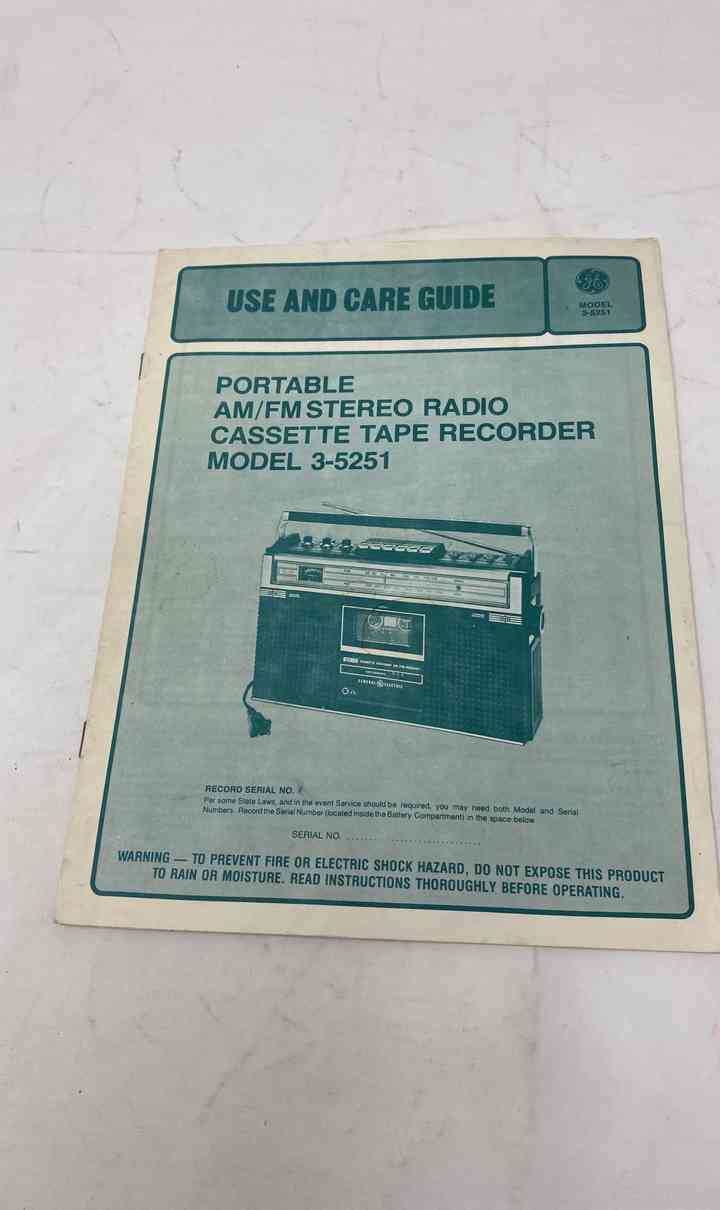 USE AND CARE GUIDE
GE
MODEL
3-5251
PORTABLE
AM/FM STEREO RADIO
CASSETTE TAPE RECORDER
MODEL 3-5251
STEREO
GENERAL ELECTRIC
RECORD SERIAL NO.
Per some State Laws, and in the event Service should be required, you may need both Model and Serial
Numbers. Record the Serial Number (located inside the Battery Compartment) in the space below
SERIAL NO. ..............................
WARNING — TO PREVENT FIRE OR ELECTRIC SHOCK HAZARD, DO NOT EXPOSE THIS PRODUCT
TO RAIN OR MOISTURE. READ INSTRUCTIONS THOROUGHLY BEFORE OPERATING.